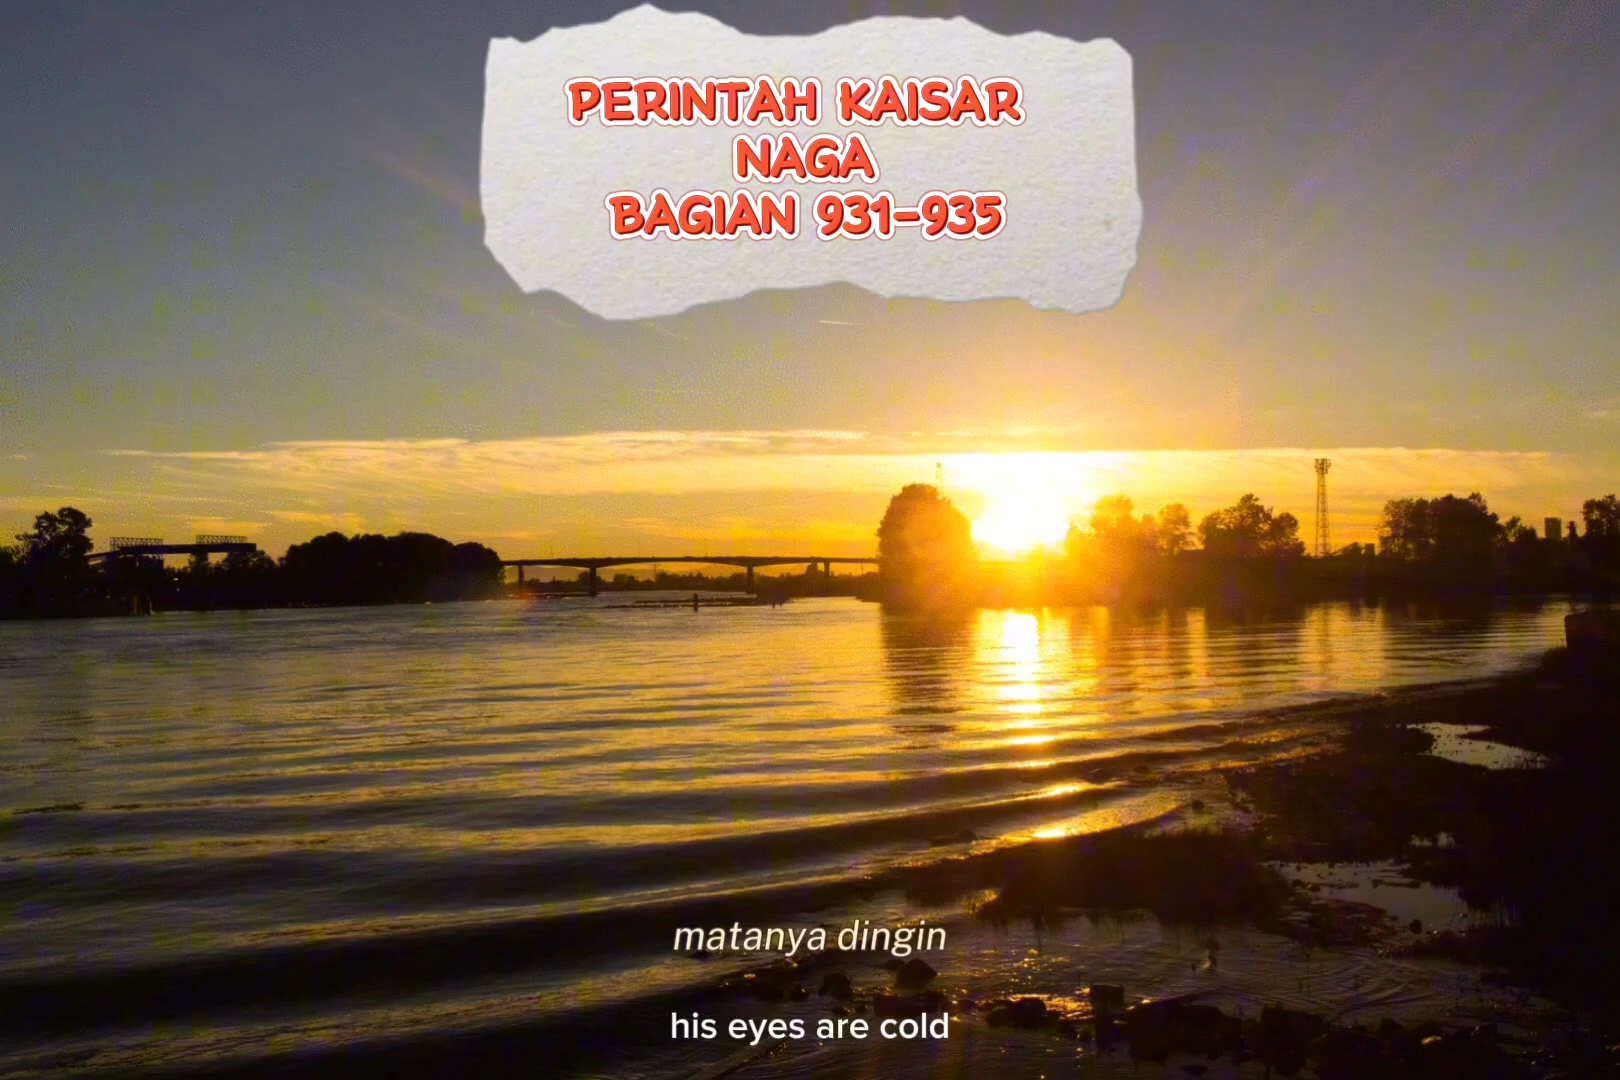 PERINTAH KAISAR
NAGA
BAGIAN 931-935
matanya dingin
his eyes are cold